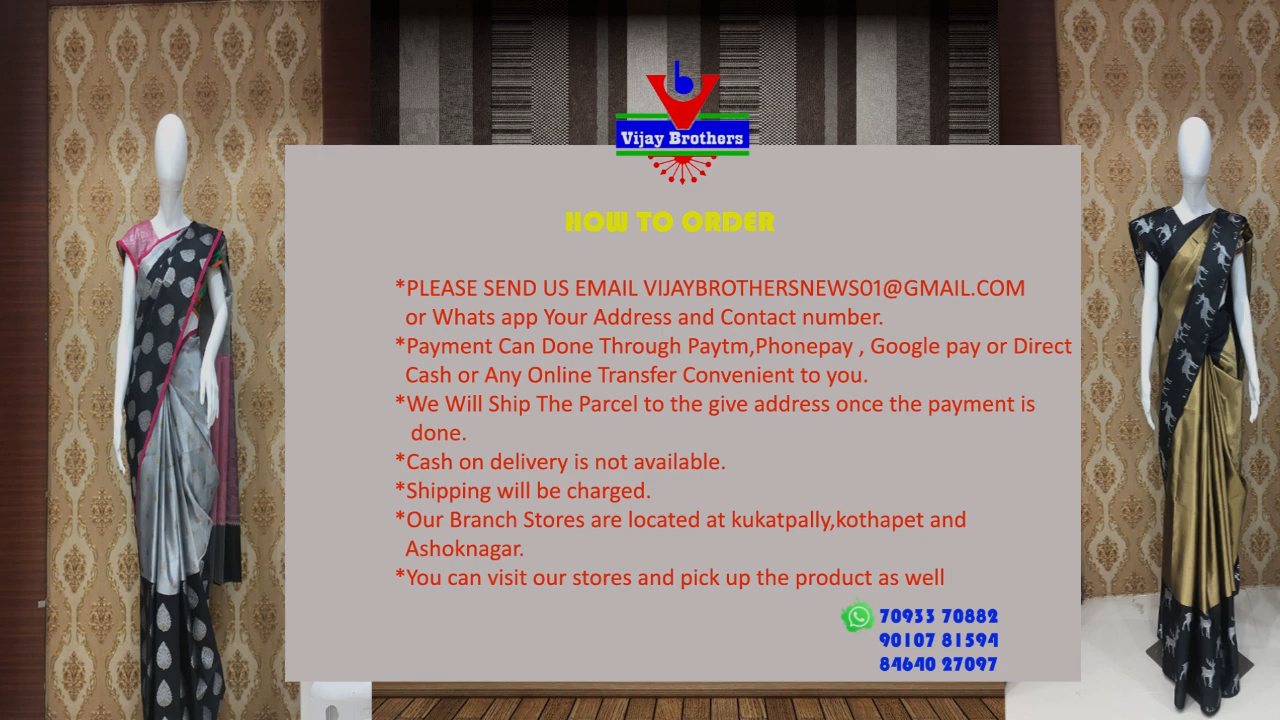 b
Vijay Brothers
HOW TO ORDER
*PLEASE SEND US EMAIL VIJAYBROTHERSNEWS01@GMAIL.COM
or Whats app Your Address and Contact number.
*Payment Can Done Through Paytm,Phonepay , Google pay or Direct
Cash or Any Online Transfer Convenient to you.
*We Will Ship The Parcel to the give address once the payment is
done.
*Cash on delivery is not available.
*Shipping will be charged.
*Our Branch Stores are located at kukatpally,kothapet and
Ashoknagar.
*You can visit our stores and pick up the product as well
70933 70882
90107 81594
84640 27097